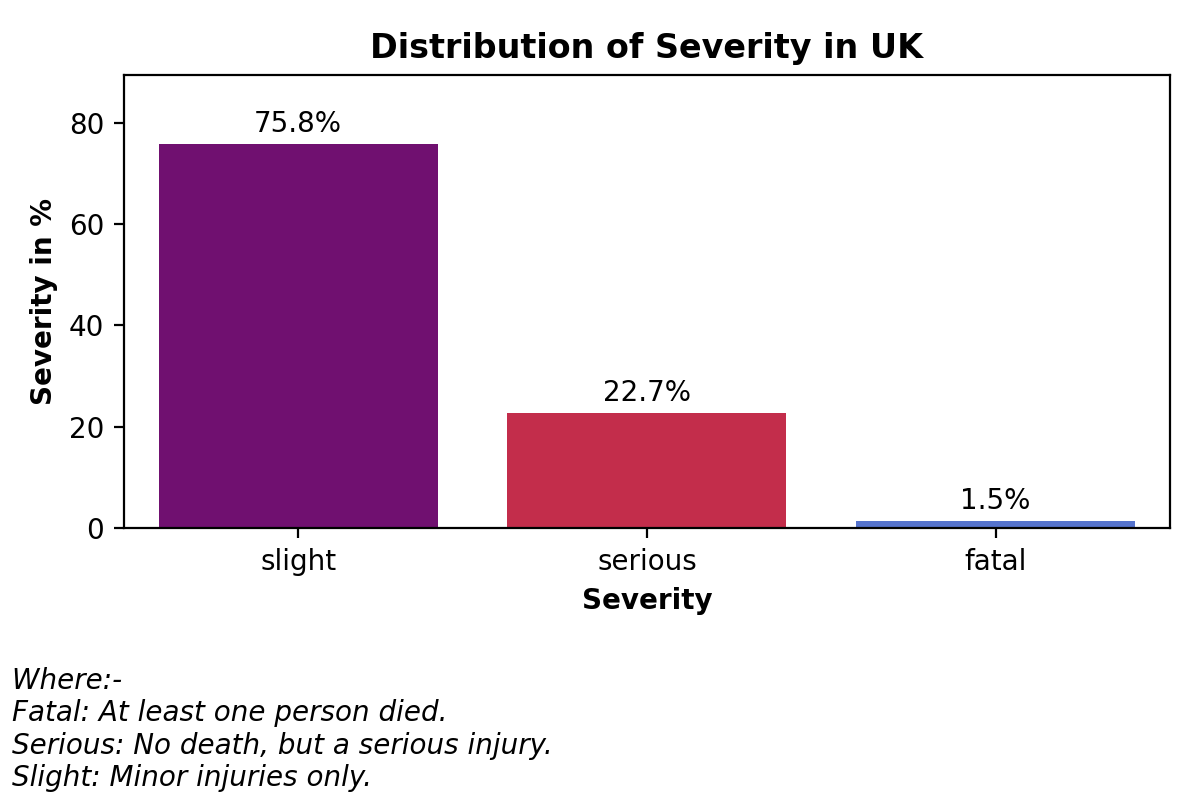 Distribution of Severity in UK
Severity in %
80
60
40
20
0
75.8%
22.7%
1.5%
slight
serious
fatal
Severity
Where:-
Fatal: At least one person died.
Serious: No death, but a serious injury.
Slight: Minor injuries only.